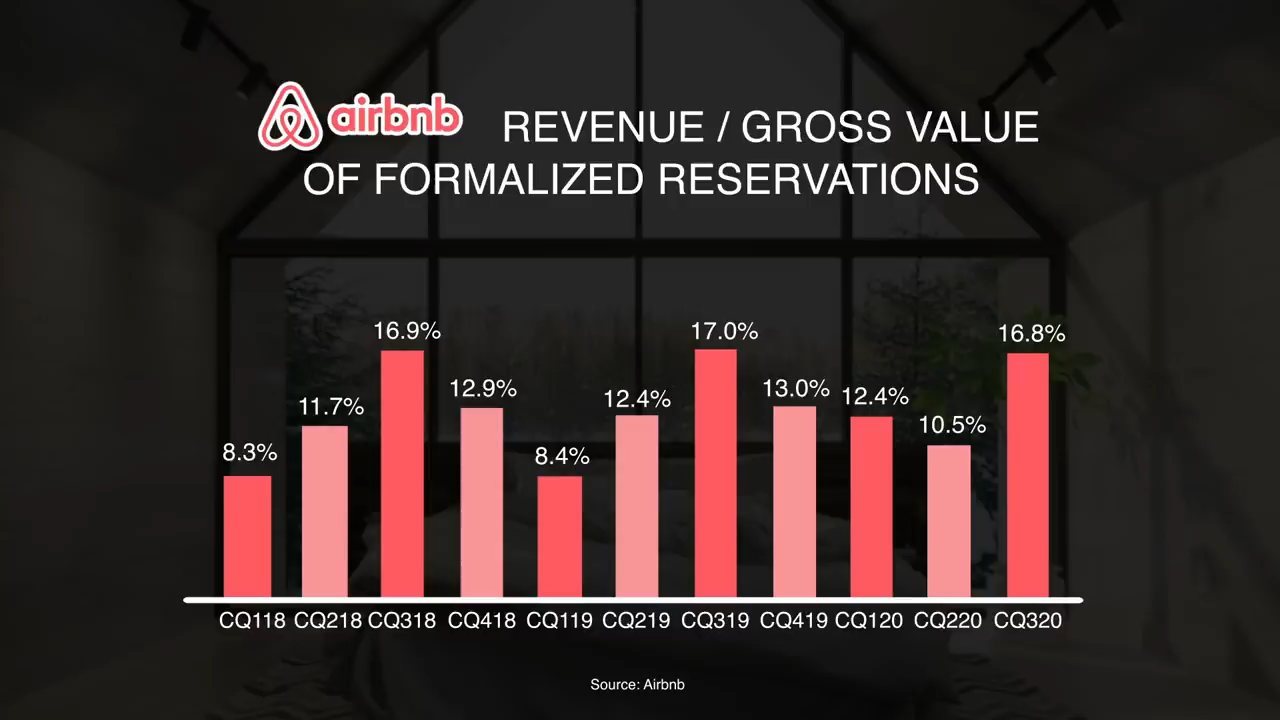 airbnb REVENUE / GROSS VALUE
OF FORMALIZED RESERVATIONS
8.3%
11.7%
16.9%
12.9%
8.4%
12.4%
17.0%
13.0%
12.4%
10.5%
16.8%
CQ118 CQ218 CQ318 CQ418 CQ119 CQ219 CQ319 CQ419 CQ120 CQ220 CQ320
Source: Airbnb